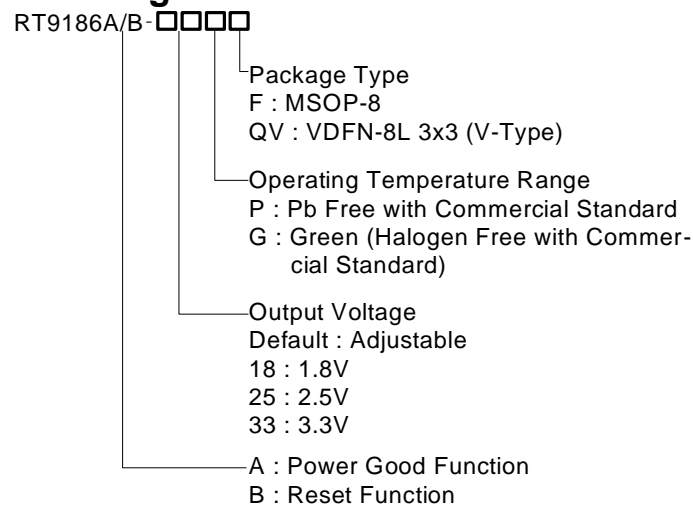 RT9186A/B-□□□□
Package Type
F : MSOP-8
QV : VDFN-8L 3x3 (V-Type)
Operating Temperature Range
P : Pb Free with Commercial Standard
G : Green (Halogen Free with Commer-
cial Standard)
Output Voltage
Default : Adjustable
18 : 1.8V
25 : 2.5V
33 : 3.3V
A : Power Good Function
B : Reset Function